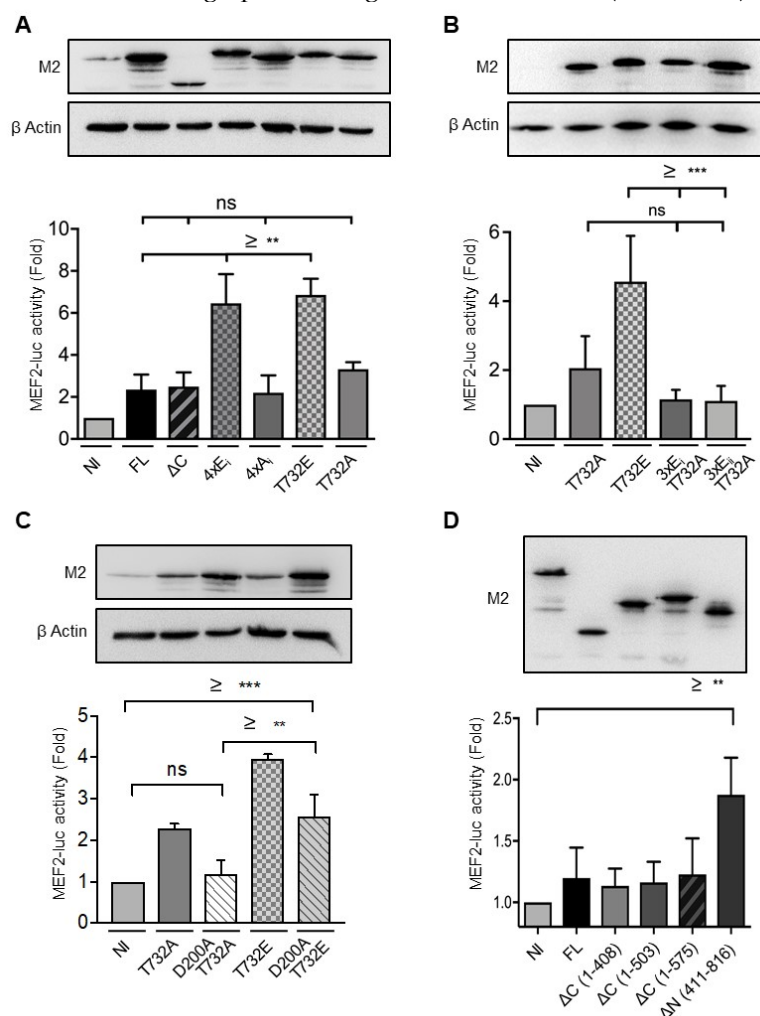 A
M2
β Actin
ns
≥ **
MEF2-luc activity (Fold)
10
8
6
4
2
0
NI
FL
ΔC
4xEi
4xAi
T732E
T732A
B
M2
β Actin
≥ ***
ns
MEF2-luc activity (Fold)
6
4
2
0
NI
T732A
T732E
3xEi
T732A
3xEii
T732A
C
M2
β Actin
≥ ***
≥ **
ns
MEF2-luc activity (Fold)
5
4
3
2
1
0
NI
T732A
D200A
T732A
T732E
D200A
T732E
D
M2
≥ **
MEF2-luc activity (Fold)
2.5
2.0
1.5
1.0
NI
FL
ΔC (1-408)
ΔC (1-503)
ΔC (1-575)
ΔN (411-816)